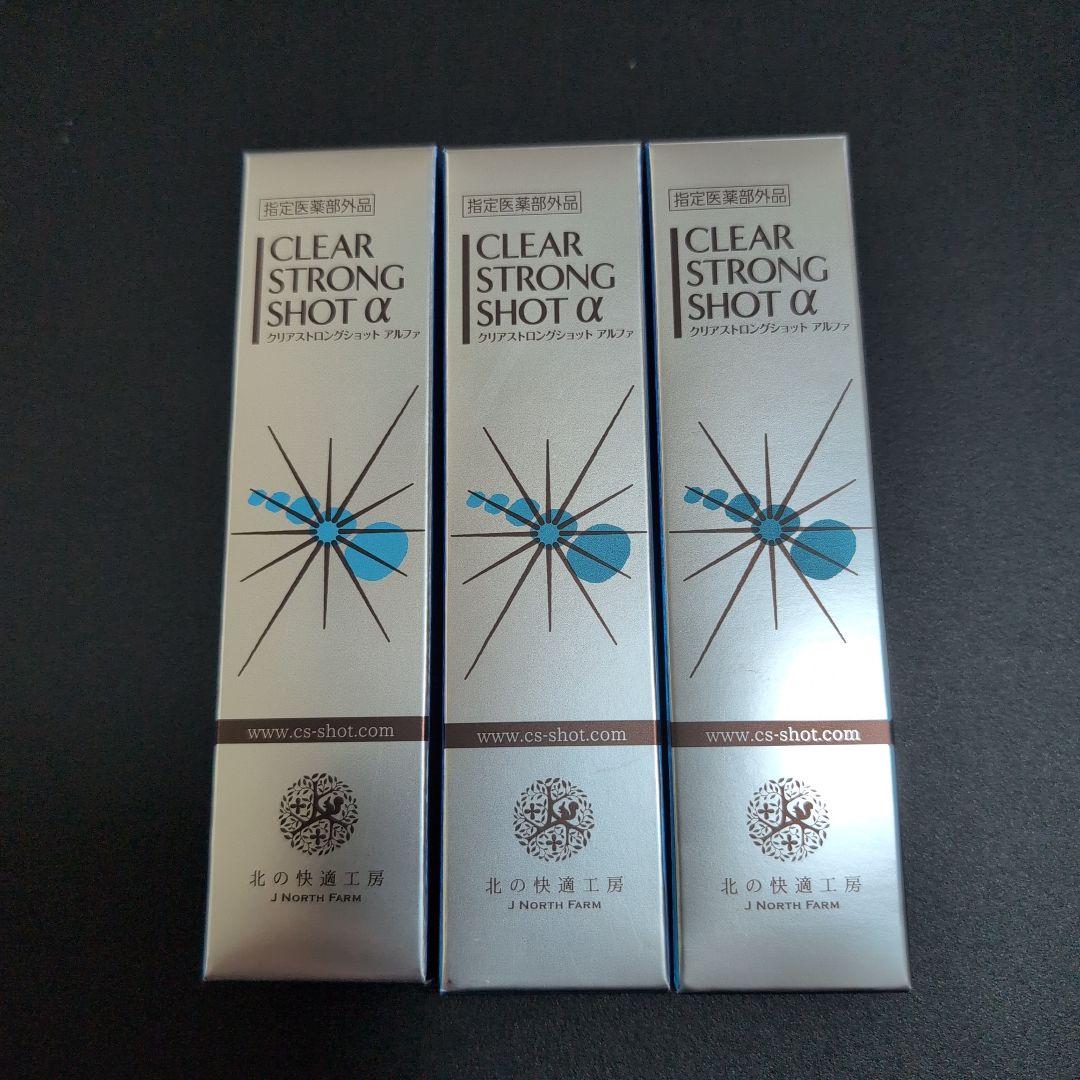 指定医薬部外品
CLEAR
STRONG
SHOT α
クリアストロングショット アルファ
www.cs-shot.com
北の快適工房
J NORTH FARM
指定医薬部外品
CLEAR
STRONG
SHOT α
クリアストロングショット アルファ
www.cs-shot.com
北の快適工房
J NORTH FARM
指定医薬部外品
CLEAR
STRONG
SHOT α
クリアストロングショット アルファ
www.cs-shot.com
北の快適工房
J NORTH FARM